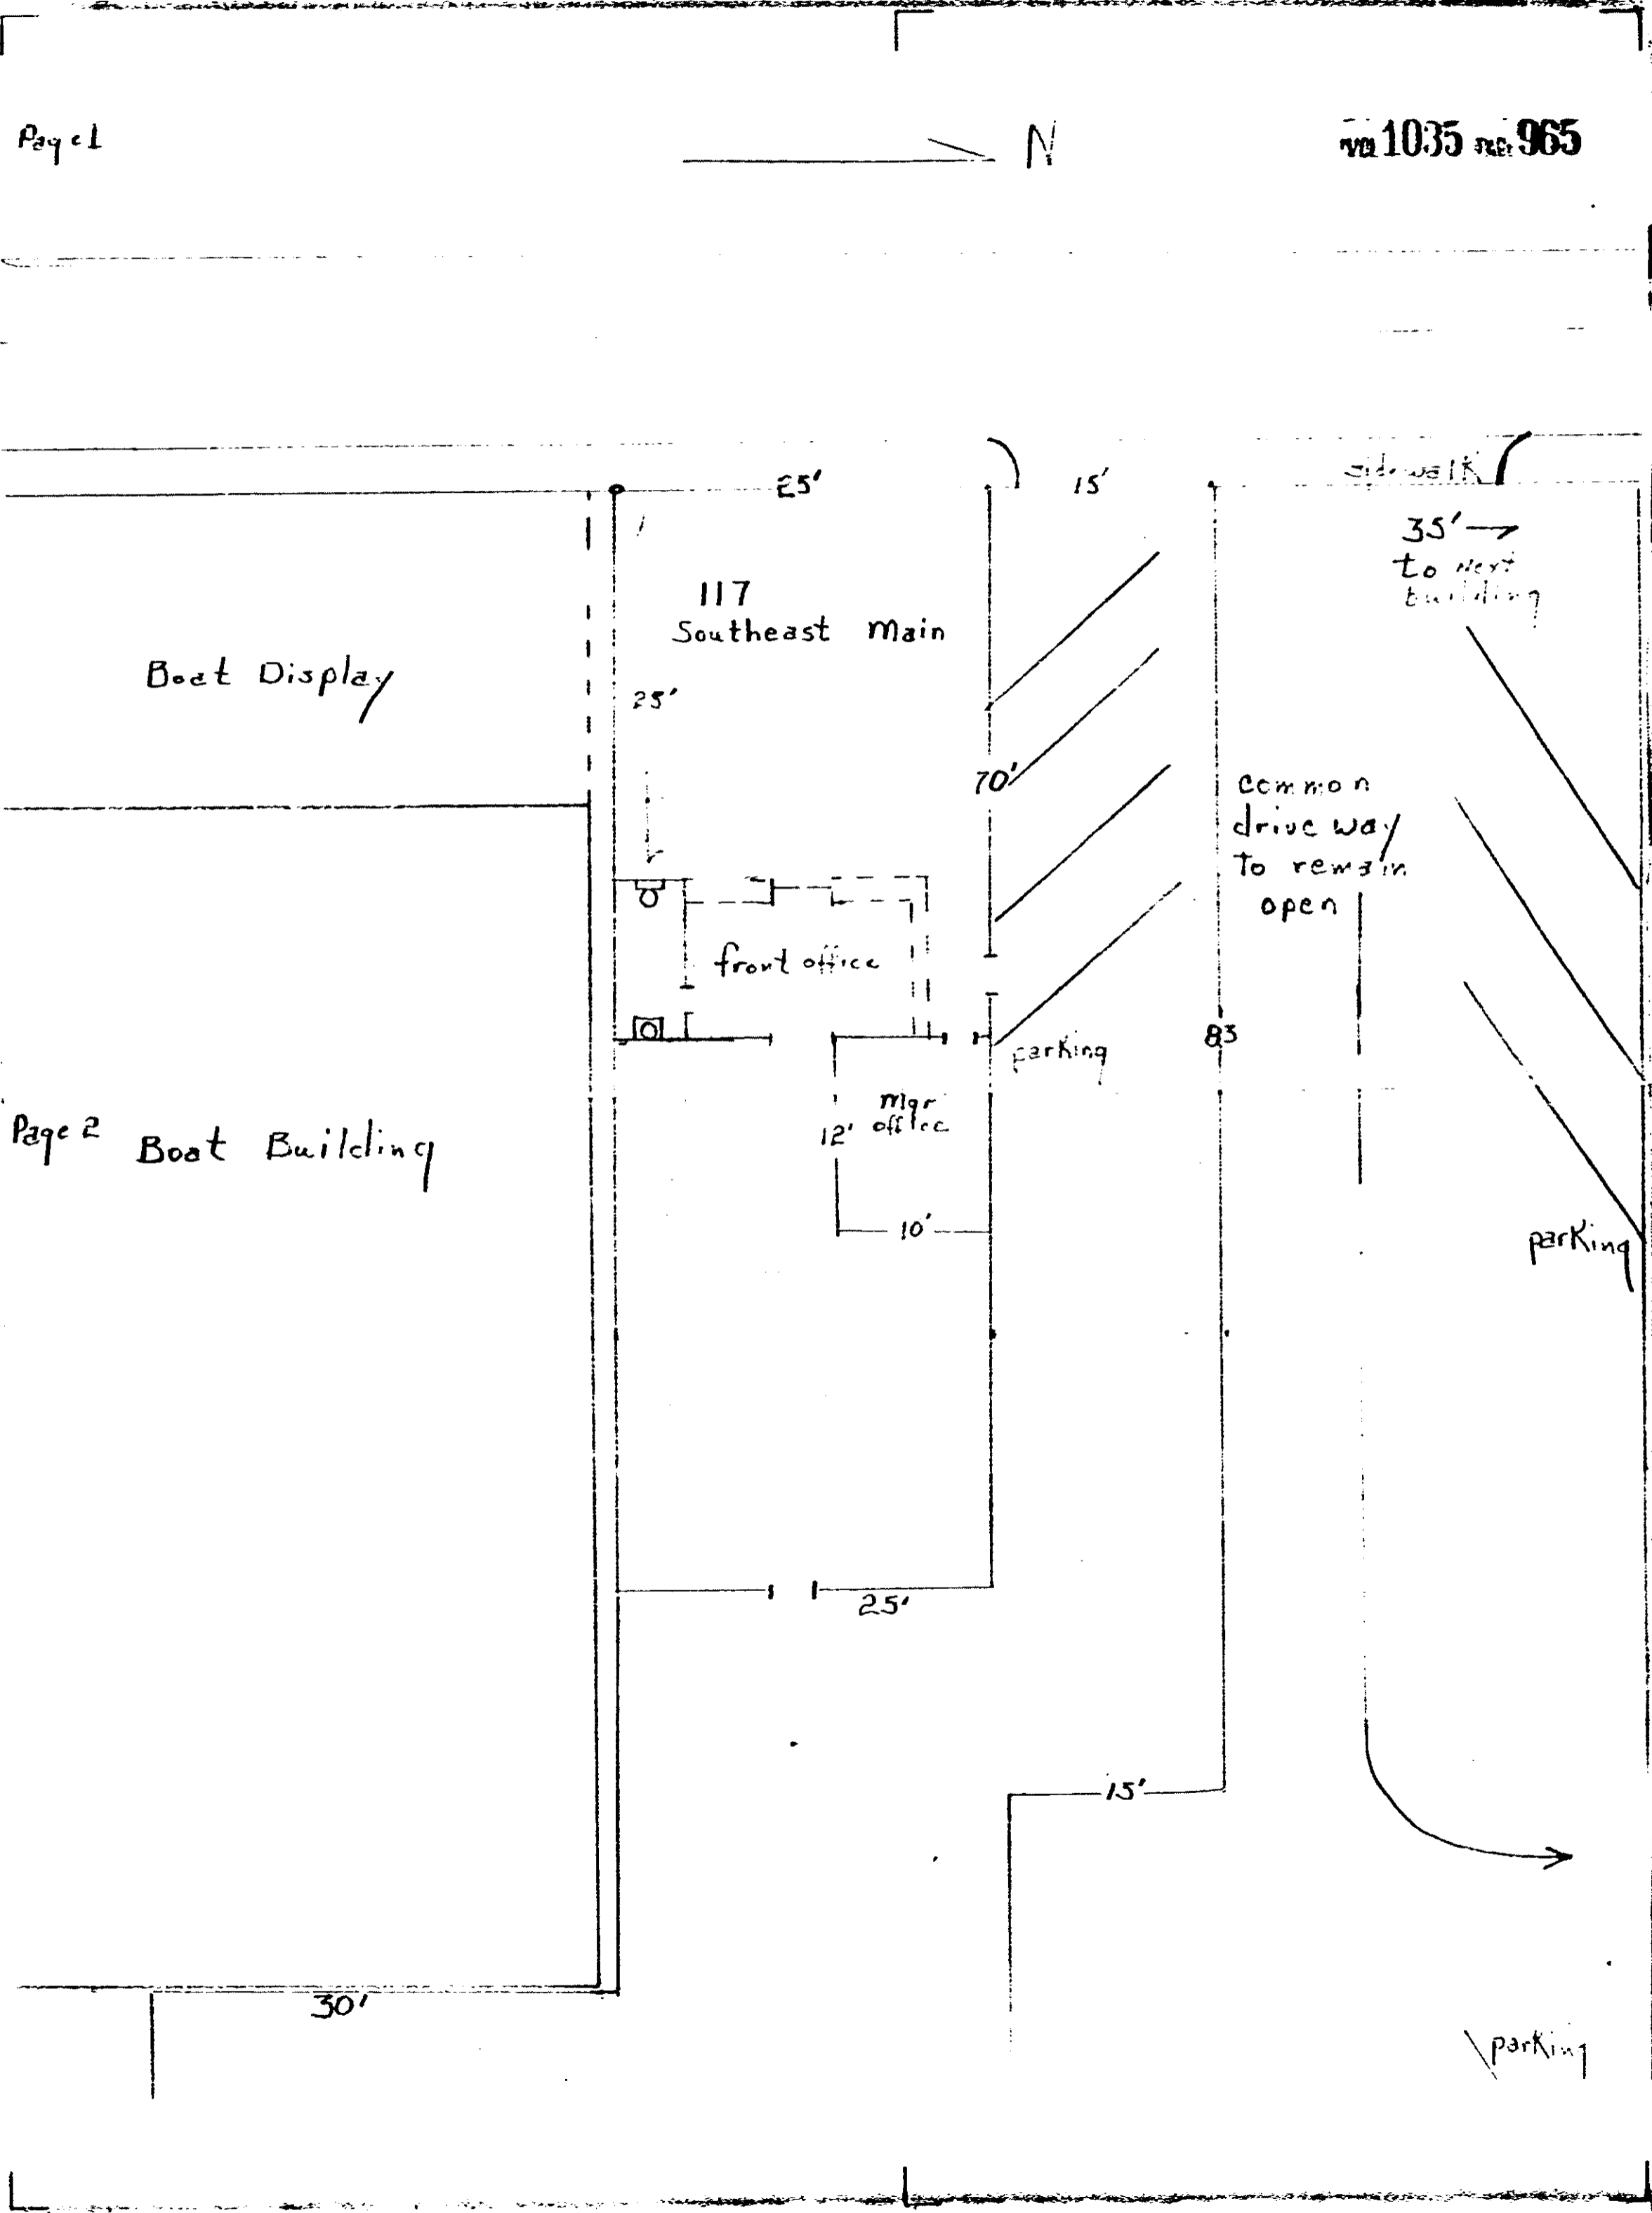 Page 1
N
VOL 1035 PAGE 965
sidewalk
25'
15'
35'
to next
building
117
Southeast Main
Boat Display
25'
70'
common
drive way
To remain
open
front office
83
parking
Mgr
office
12'
Page 2 Boat Building
10'
parking
25'
15'
30'
parking